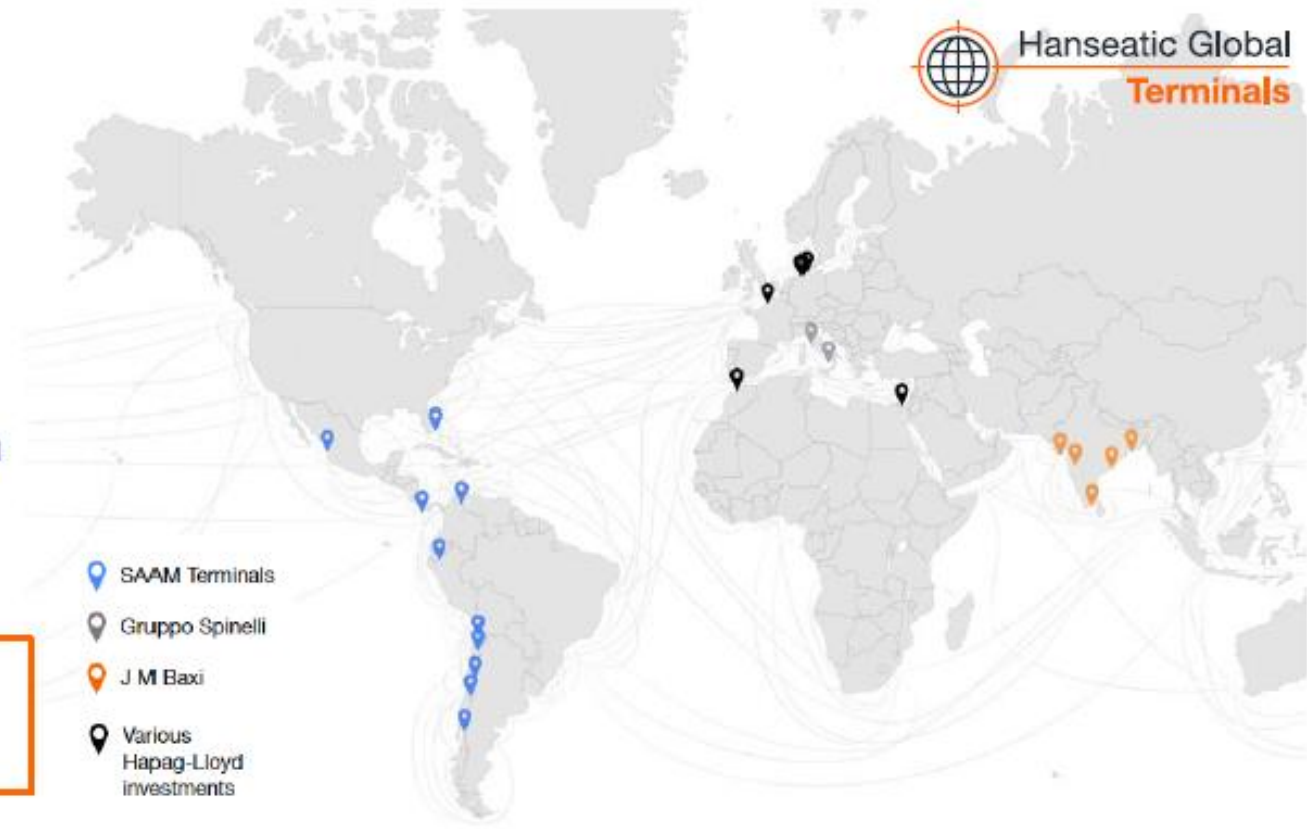 Hanseatic Global
Terminals
SAAM Terminals
Gruppo Spinelli
J M Baxi
Various
Hapag-Lloyd
investments